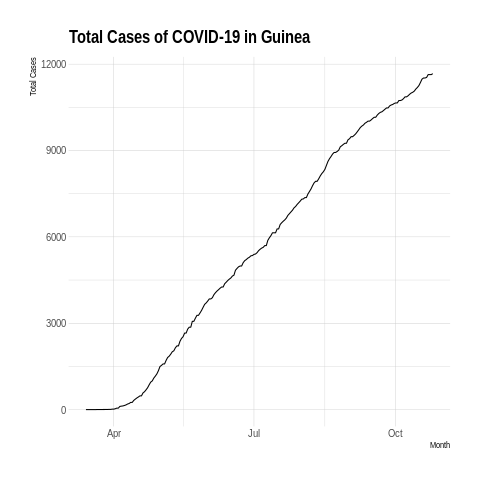 Total Cases of COVID-19 in Guinea
Total Cases
12000
9000
6000
3000
0
Apr
Jul
Oct
Month